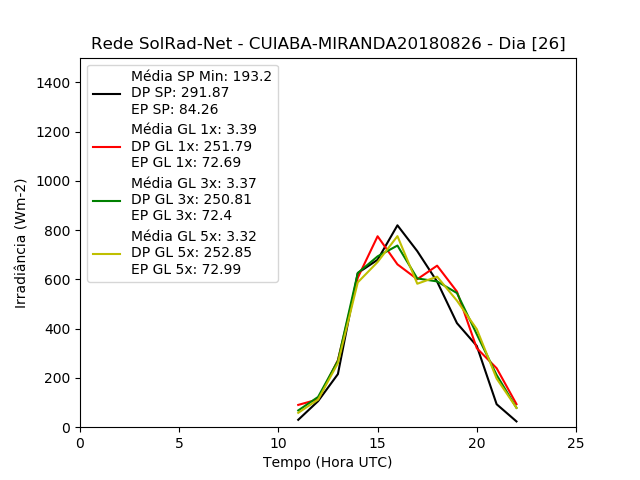 Rede SolRad-Net - CUIABA-MIRANDA20180826 - Dia [26]
Média SP Min: 193.2
DP SP: 291.87
EP SP: 84.26
Média GL 1x: 3.39
DP GL 1x: 251.79
EP GL 1x: 72.69
Média GL 3x: 3.37
DP GL 3x: 250.81
EP GL 3x: 72.4
Média GL 5x: 3.32
DP GL 5x: 252.85
EP GL 5x: 72.99
Irradiância (Wm-2)
1400
1200
1000
800
600
400
200
0
0 5 10 15 20 25
Tempo (Hora UTC)